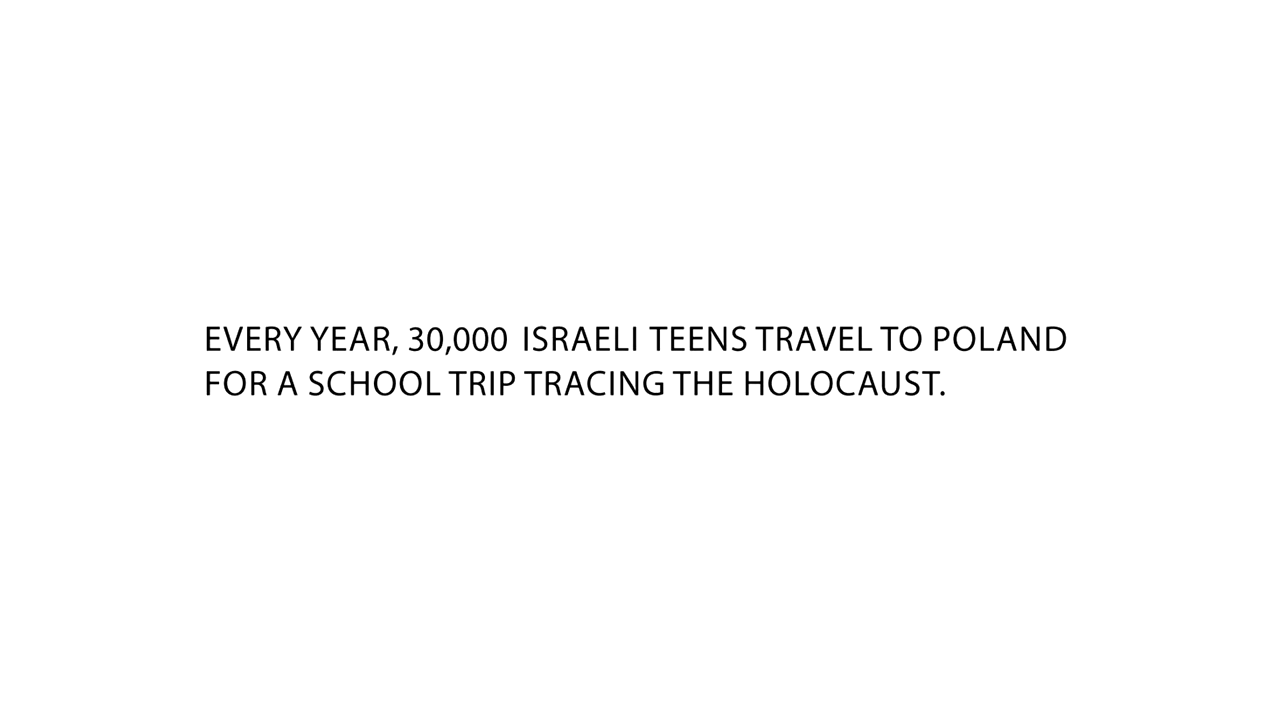 EVERY YEAR, 30,000 ISRAELI TEENS TRAVEL TO POLAND
FOR A SCHOOL TRIP TRACING THE HOLOCAUST.